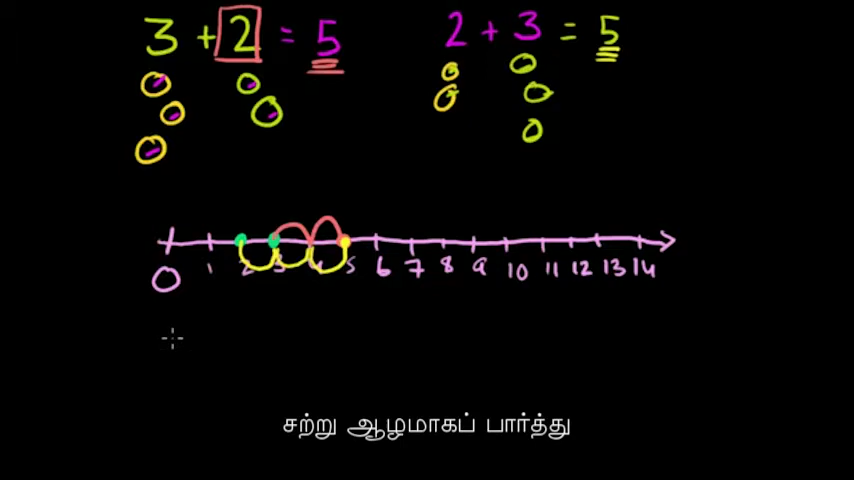 3 + 2 = 5 2 + 3 = 5
0 1 2 3 4 5 6 7 8 9 10 11 12 13 14
சற்று ஆழமாகப் பார்த்து